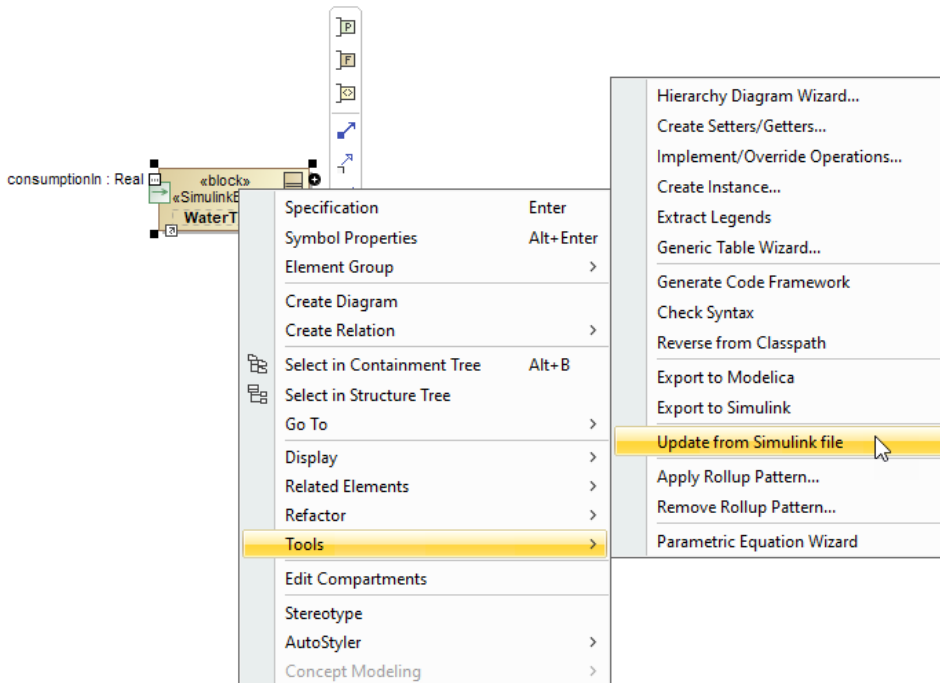 P
F
<>
consumptionIn : Real
«block»
«SimulinkB
WaterT
Specification Enter
Symbol Properties Alt+Enter
Element Group
Create Diagram
Create Relation
Select in Containment Tree Alt+B
Select in Structure Tree
Go To
Display
Related Elements
Refactor
Tools
Edit Compartments
Stereotype
AutoStyler
Concept Modeling
Hierarchy Diagram Wizard...
Create Setters/Getters...
Implement/Override Operations...
Create Instance...
Extract Legends
Generic Table Wizard...
Generate Code Framework
Check Syntax
Reverse from Classpath
Export to Modelica
Export to Simulink
Update from Simulink file
Apply Rollup Pattern...
Remove Rollup Pattern...
Parametric Equation Wizard